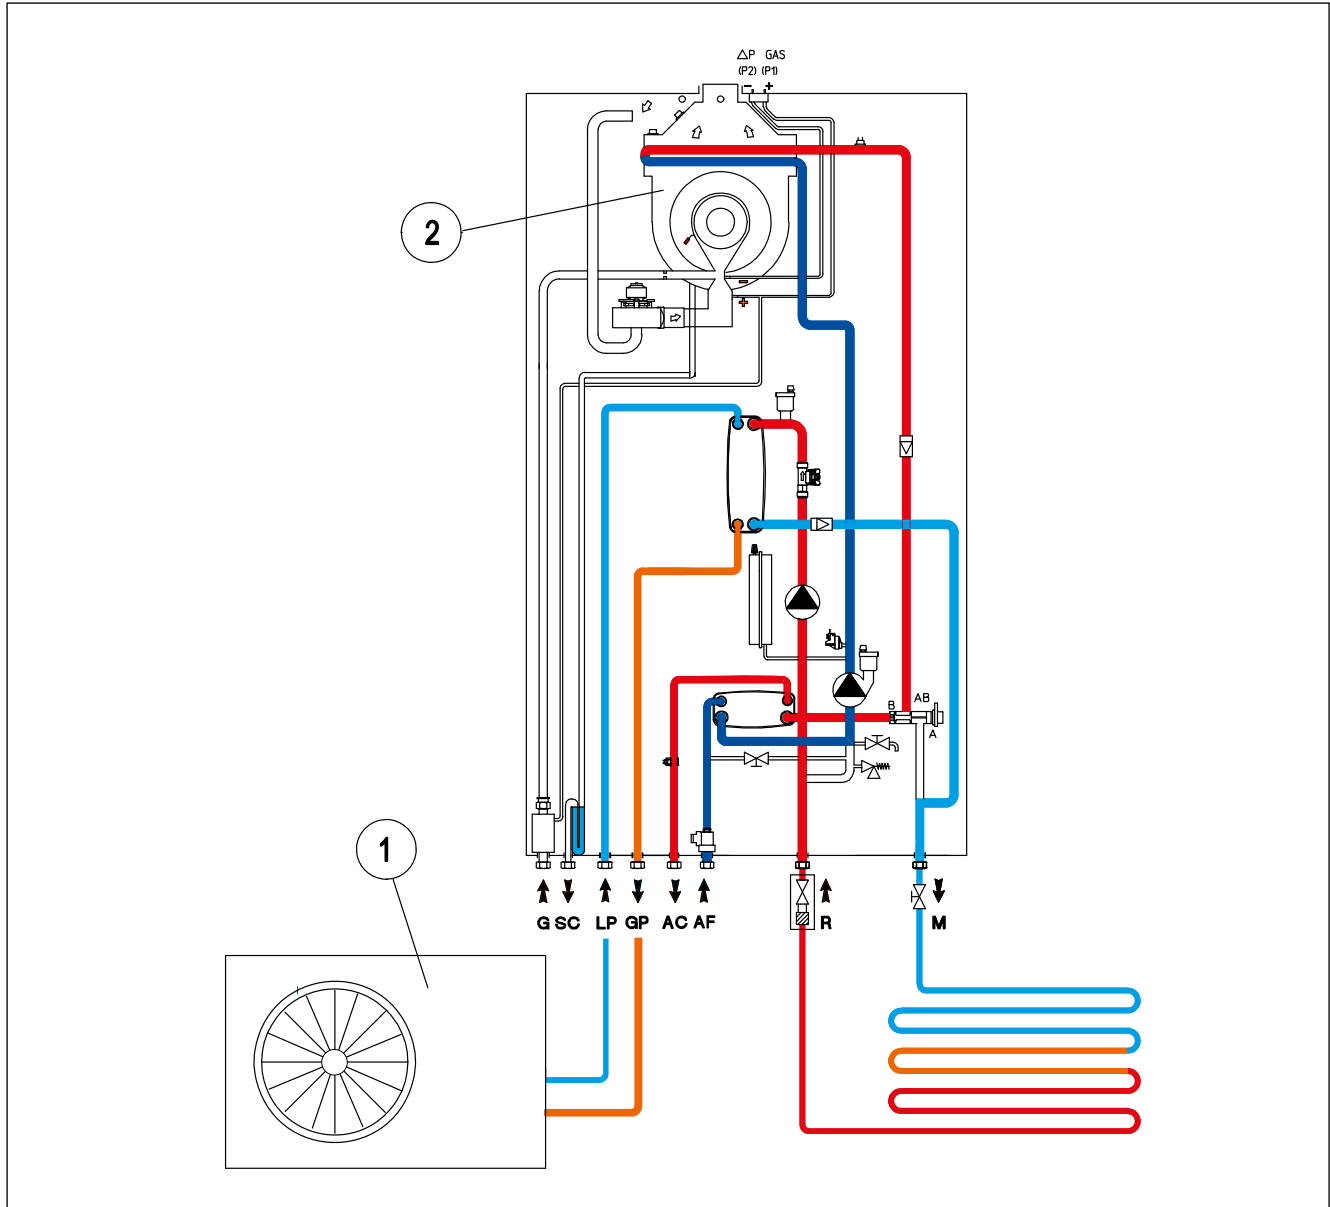 △P GAS
(P2) (P1)
- +
2
-
+
AB
B
A
1
G SC LP GP AC AF R M